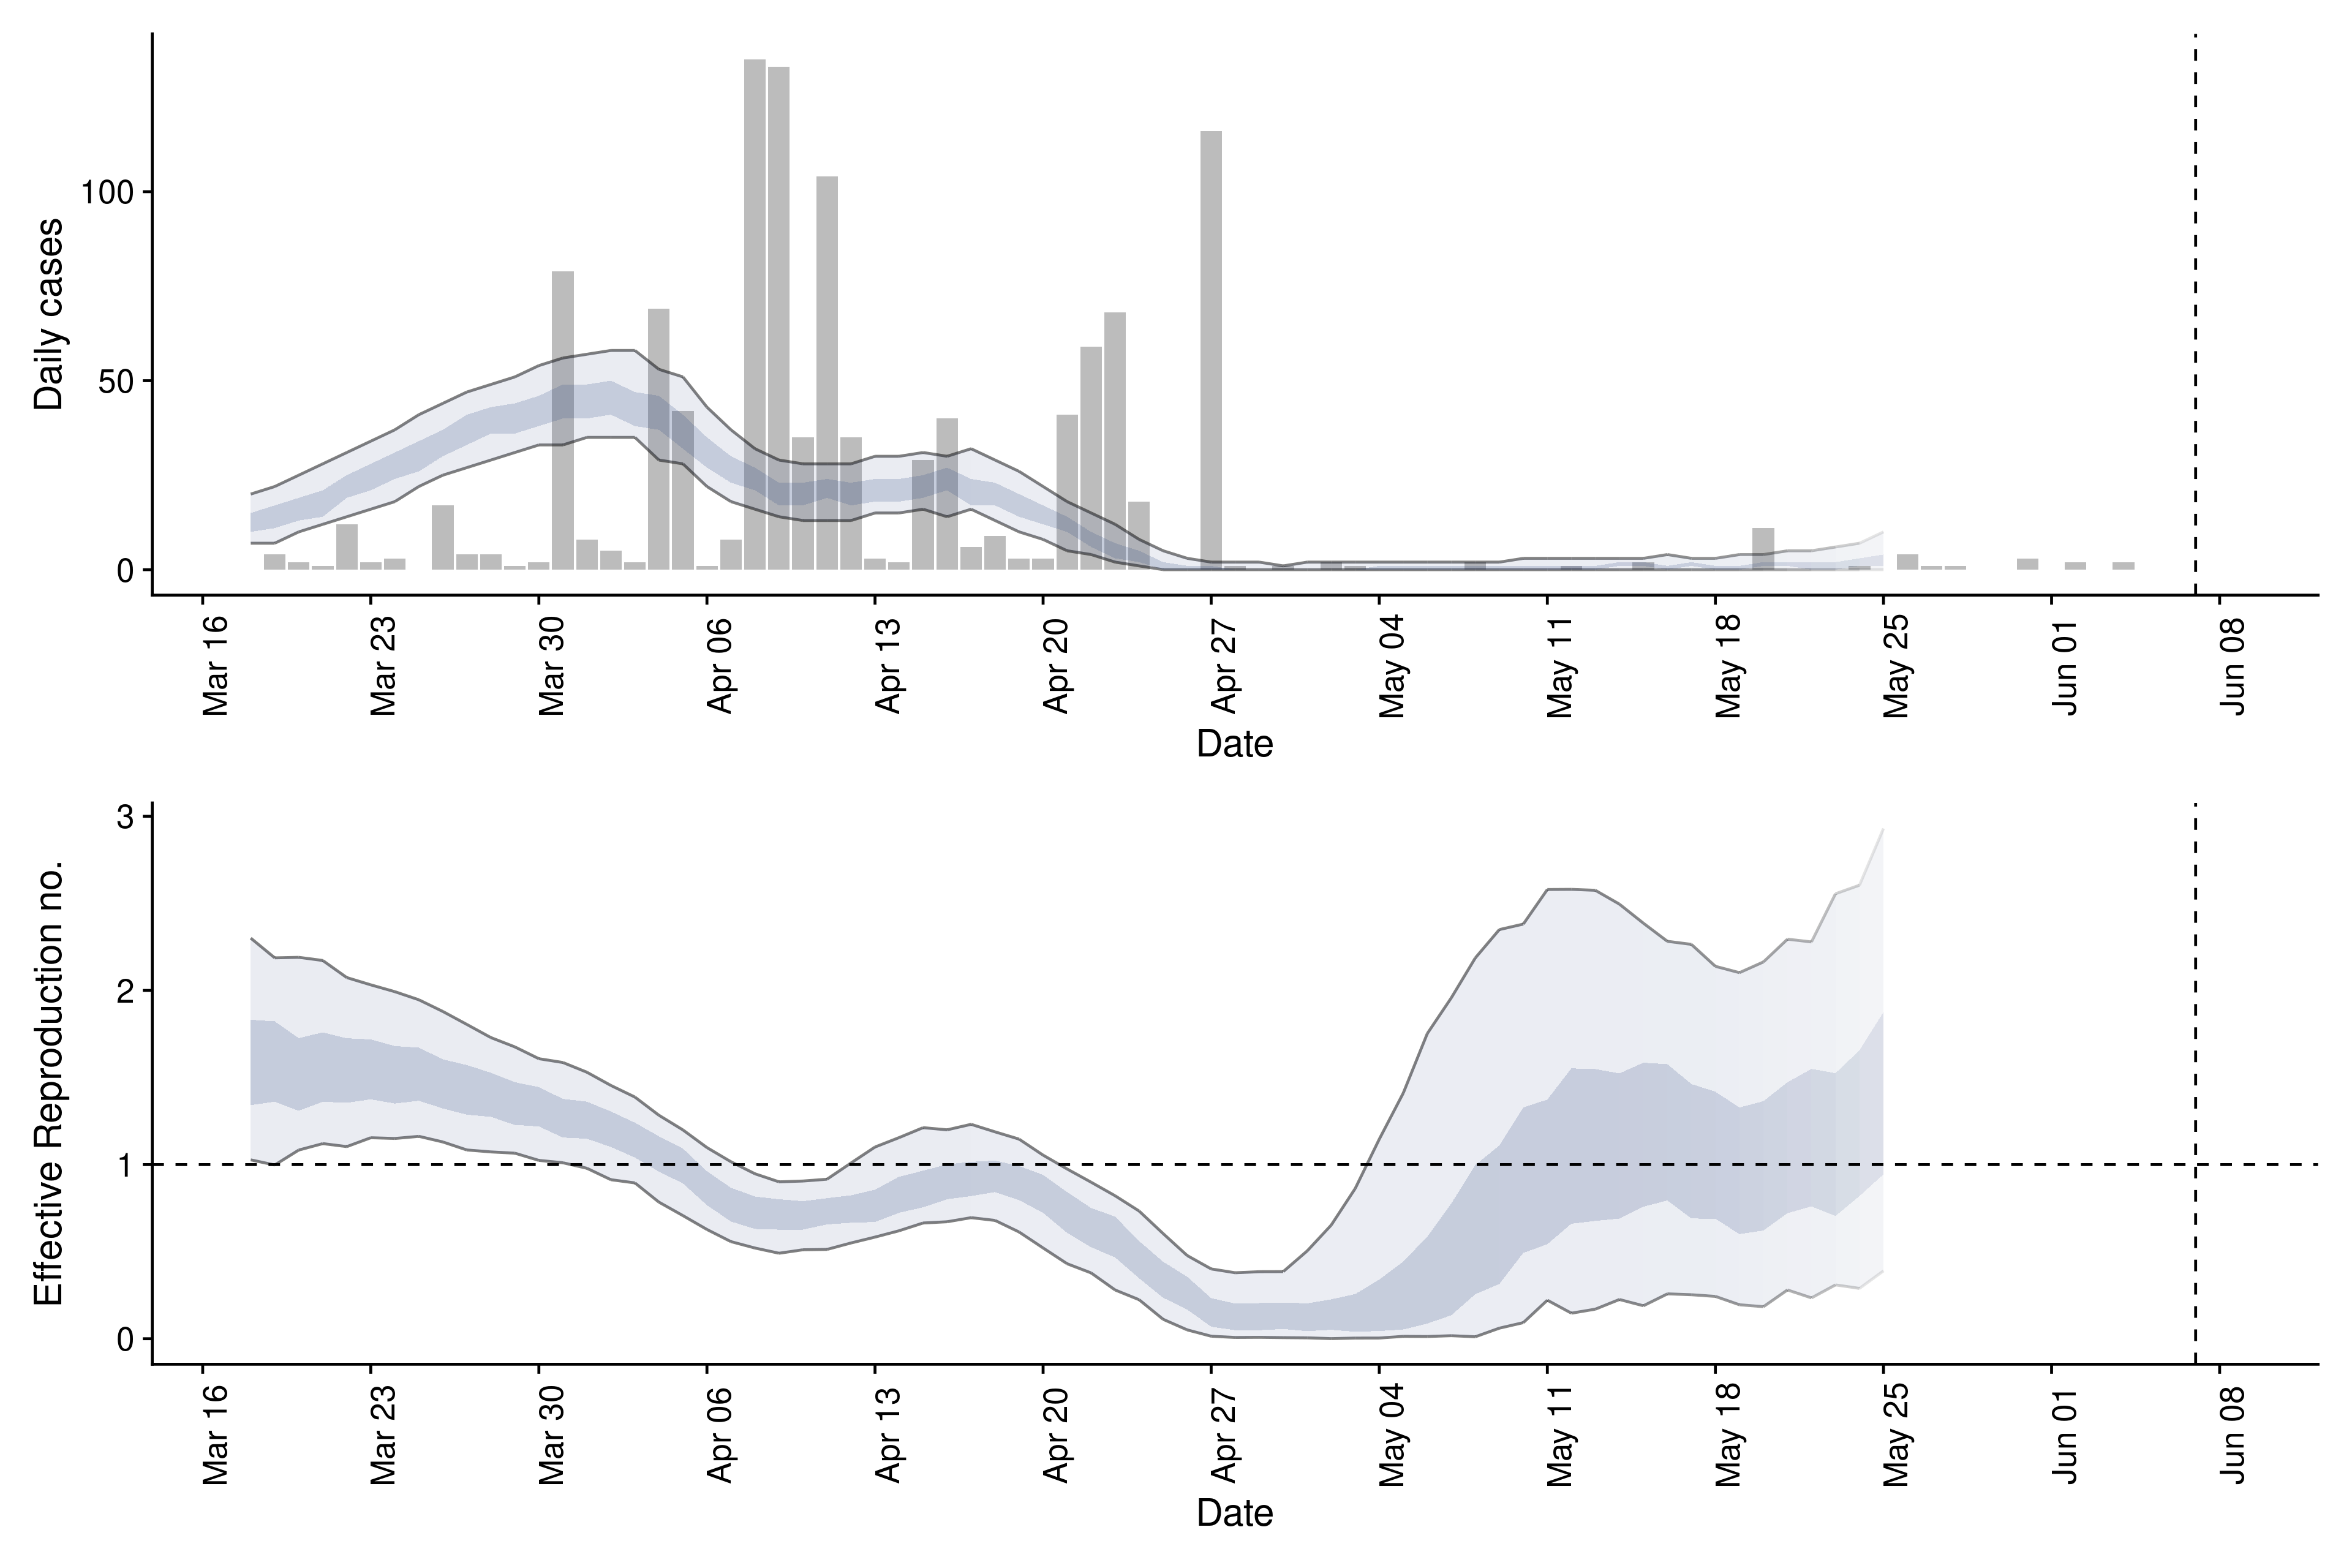 Daily cases
100
50
0
Mar 16
Mar 23
Mar 30
Apr 06
Apr 13
Apr 20
Apr 27
May 04
May 11
May 18
May 25
Jun 01
Jun 08
Date
Effective Reproduction no.
3
2
1
0
Mar 16
Mar 23
Mar 30
Apr 06
Apr 13
Apr 20
Apr 27
May 04
May 11
May 18
May 25
Jun 01
Jun 08
Date